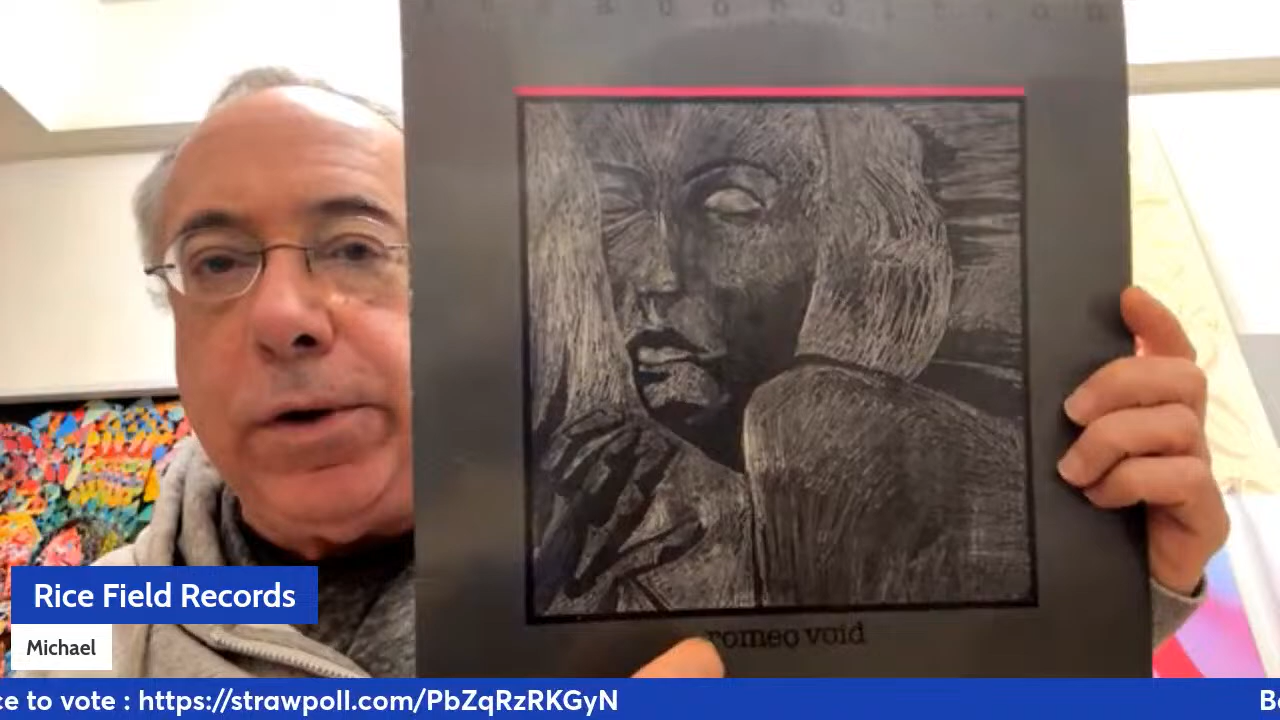 romeo void
Rice Field Records
Michael
ce to vote : https://strawpoll.com/PbZqRzRKGyN